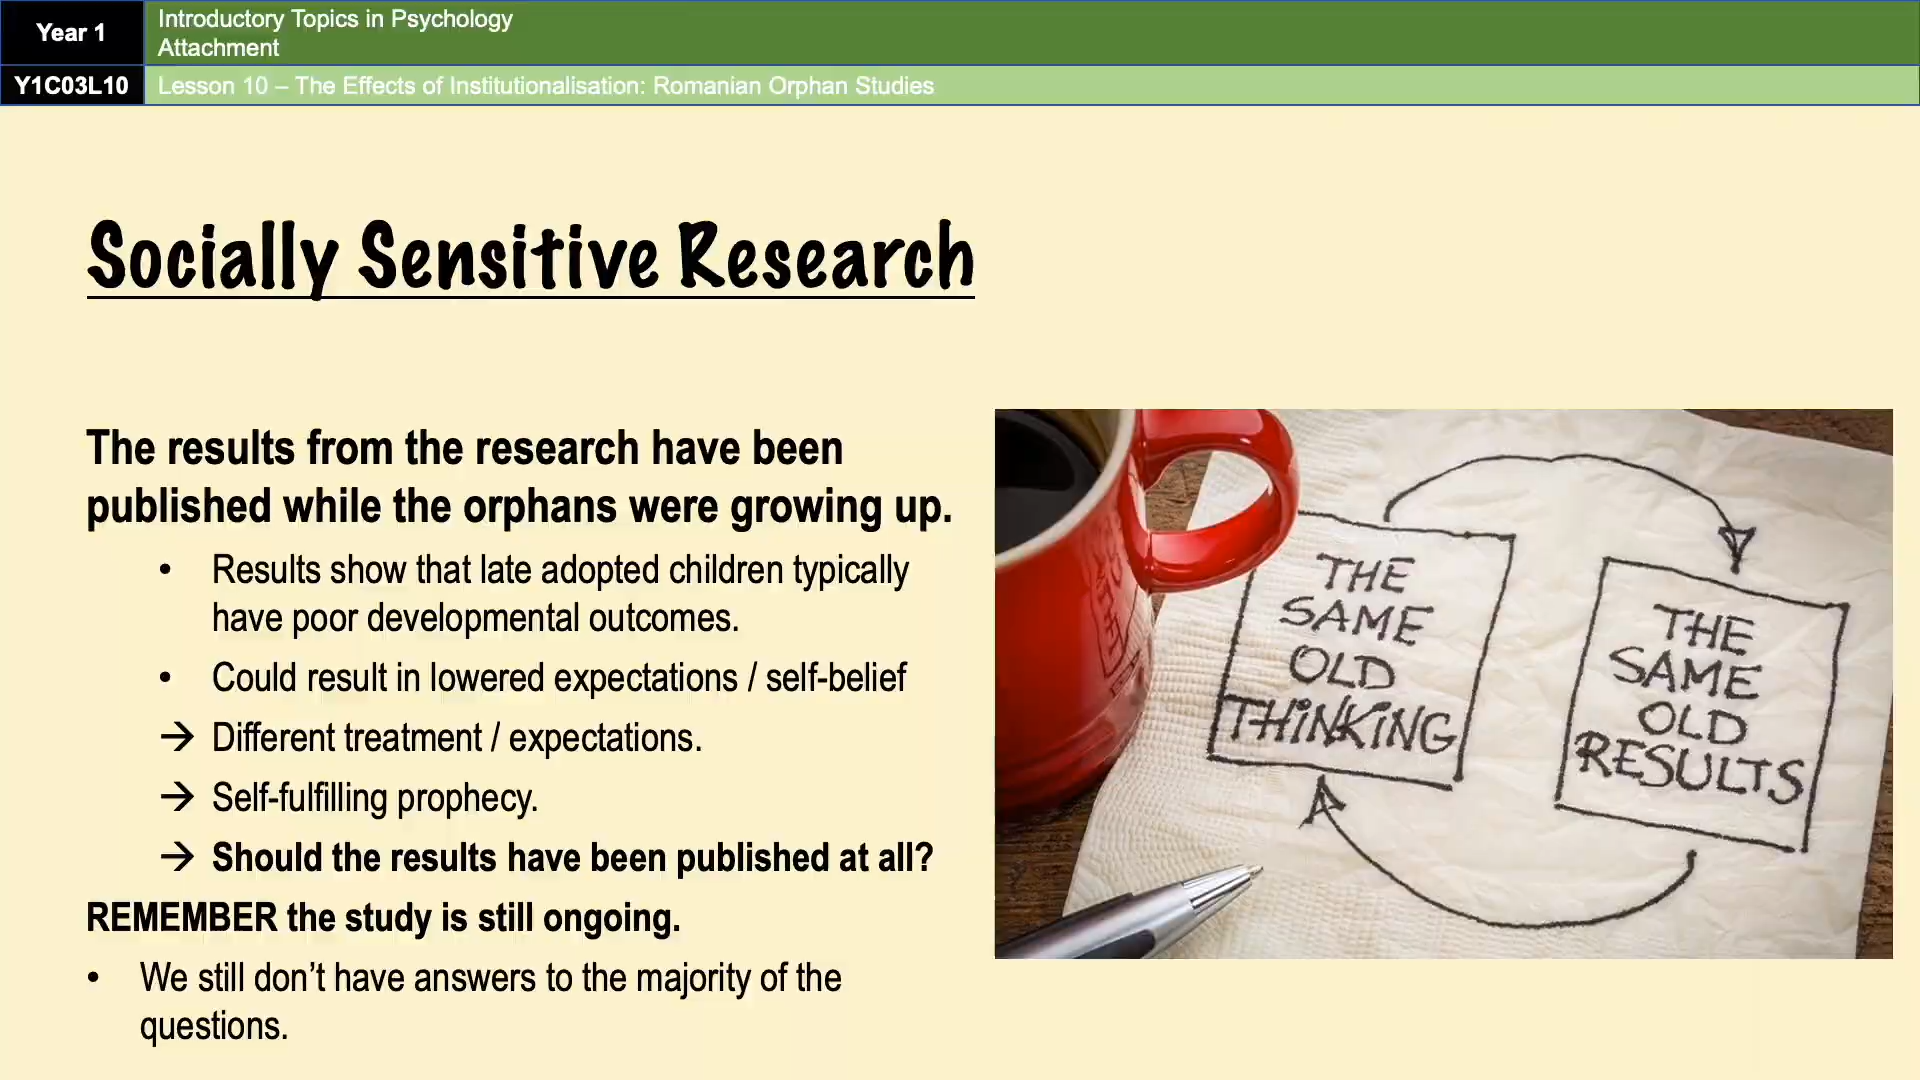 Year 1
Introductory Topics in Psychology
Attachment
Y1C03L10
Lesson 10 – The Effects of Institutionalisation: Romanian Orphan Studies
Socially Sensitive Research
The results from the research have been
published while the orphans were growing up.
• Results show that late adopted children typically
have poor developmental outcomes.
• Could result in lowered expectations / self-belief
→ Different treatment / expectations.
→ Self-fulfilling prophecy.
→ Should the results have been published at all?
REMEMBER the study is still ongoing.
• We still don’t have answers to the majority of the
questions.
THE
SAME
OLD
THiNKiNG
THE
SAME
OLD
RESULTS